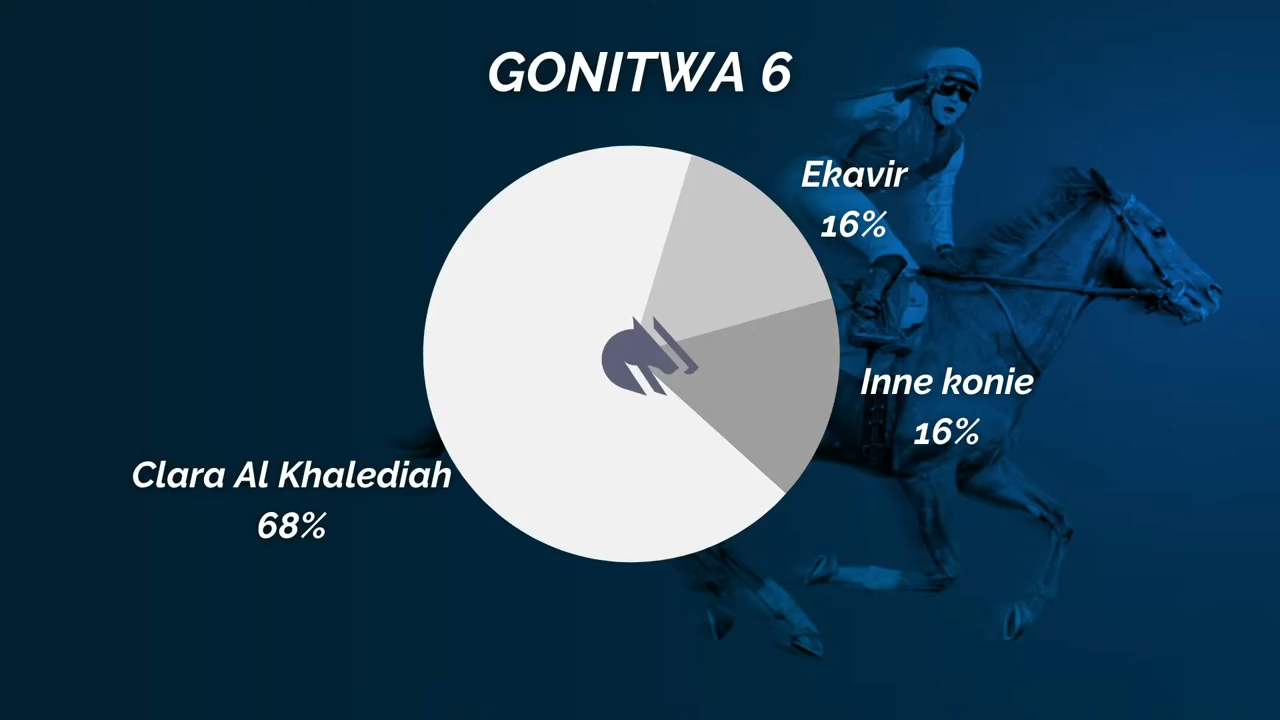 GONITWA 6
Ekavir
16%
Inne konie
16%
Clara Al Khalediah
68%